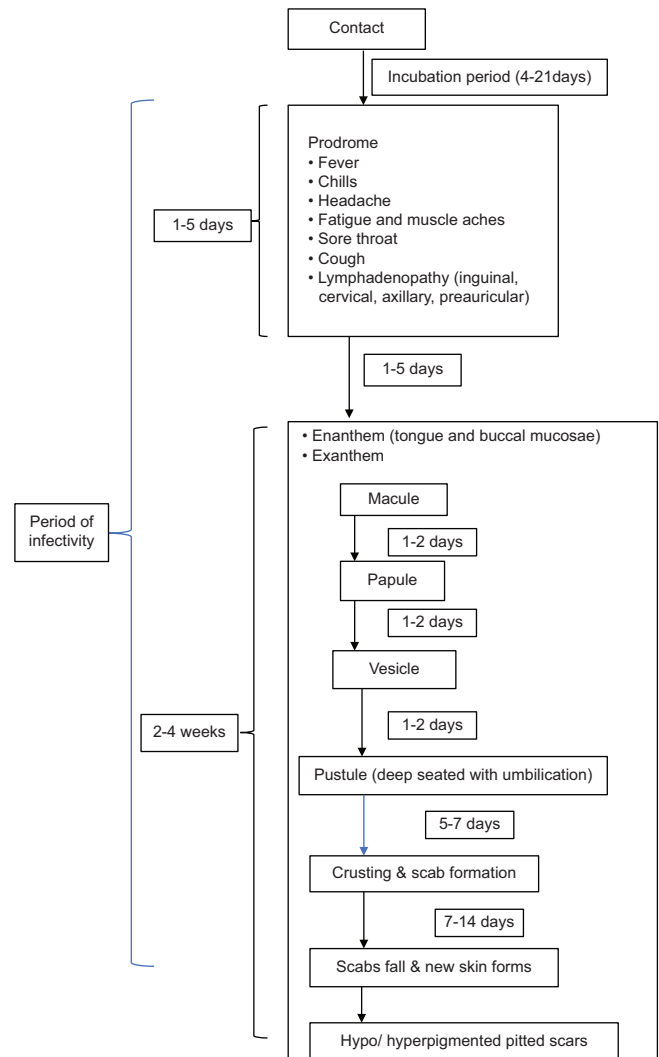 Contact
Incubation period (4-21days)
Prodrome
• Fever
• Chills
• Headache
• Fatigue and muscle aches
• Sore throat
• Cough
• Lymphadenopathy (inguinal,
cervical, axillary, preauricular)
1-5 days
1-5 days
• Enanthem (tongue and buccal mucosae)
• Exanthem
Macule
1-2 days
Papule
1-2 days
Vesicle
1-2 days
Pustule (deep seated with umbilication)
5-7 days
Crusting & scab formation
7-14 days
Scabs fall & new skin forms
Hypo/ hyperpigmented pitted scars
Period of
infectivity
2-4 weeks